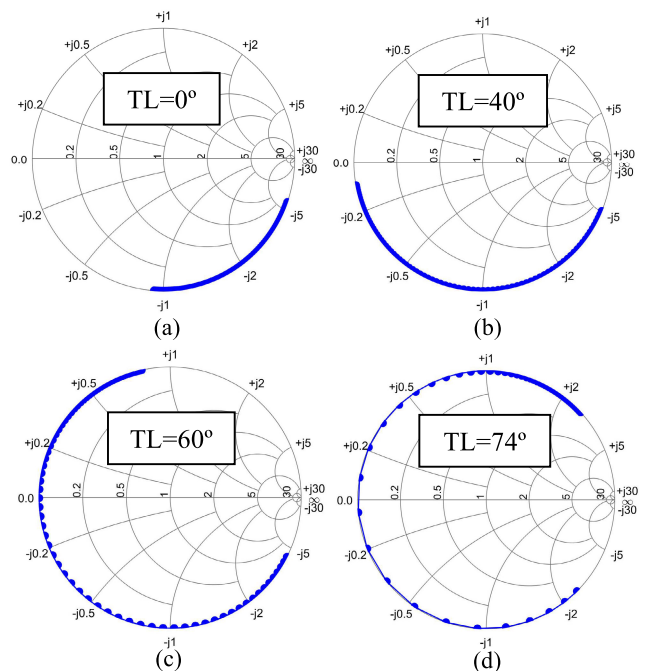 +j1
+j1
+j0.5
+j2
+j0.5
+j2
TL=0º
TL=40º
+j0.2
+j5
+j0.2
+j5
0.0
0.2
0.5
1
2
5
30
+j30
∞
-j30
0.0
0.2
0.5
1
2
5
30
+j30
∞
-j30
-j0.2
-j5
-j0.2
-j5
-j0.5
-j2
-j0.5
-j2
-j1
-j1
(a)
(b)
+j1
+j1
+j0.5
+j2
+j0.5
+j2
TL=60º
TL=74º
+j0.2
+j5
+j0.2
+j5
0.0
0.2
0.5
1
2
5
30
+j30
∞
-j30
0.0
0.2
0.5
1
2
5
30
+j30
∞
-j30
-j0.2
-j5
-j0.2
-j5
-j0.5
-j2
-j0.5
-j2
-j1
-j1
(c)
(d)